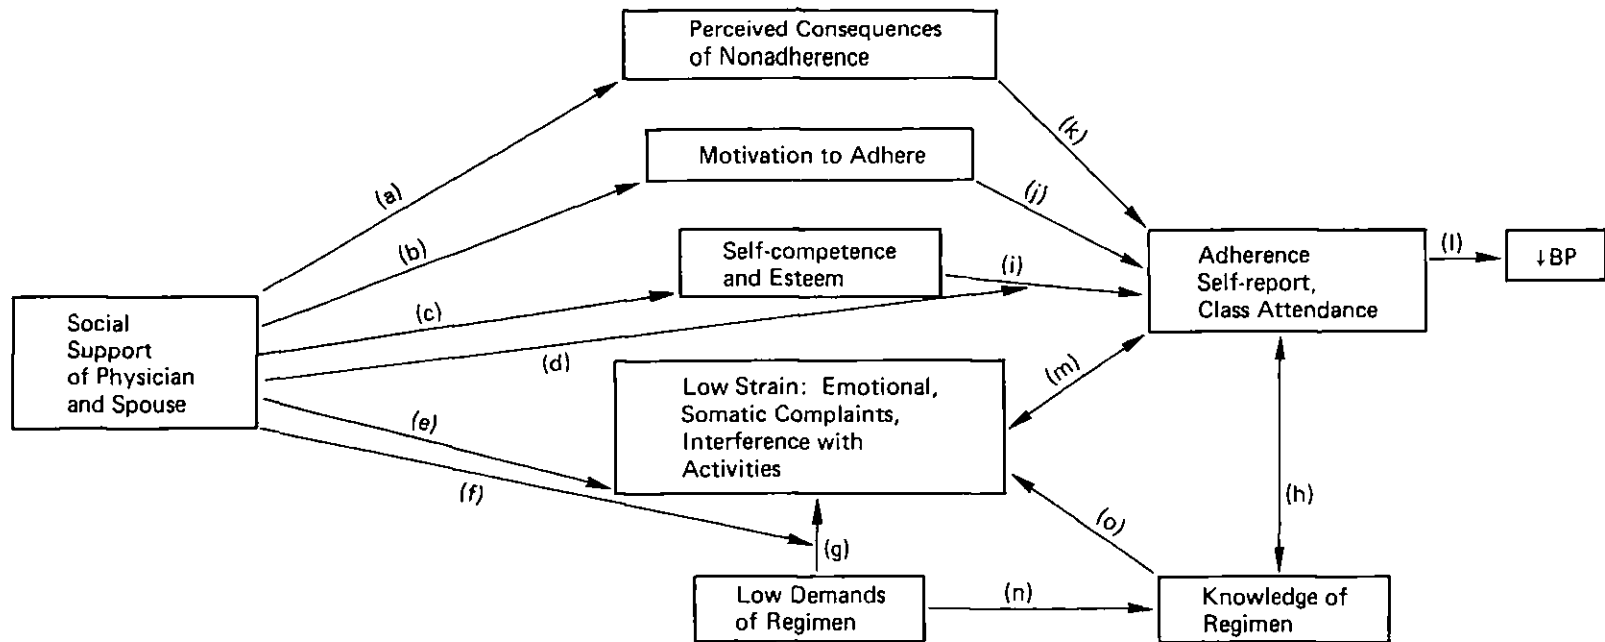 Perceived Consequences
of Nonadherence
(k)
Motivation to Adhere
(a)
(j)
(b)
Self-competence
and Esteem
(i)
Adherence
Self-report,
Class Attendance
(l)
↓BP
(c)
Social
Support
of Physician
and Spouse
(d)
(m)
Low Strain: Emotional,
Somatic Complaints,
Interference with
Activities
(e)
(f)
(g)
(o)
(h)
Low Demands
of Regimen
(n)
Knowledge of
Regimen